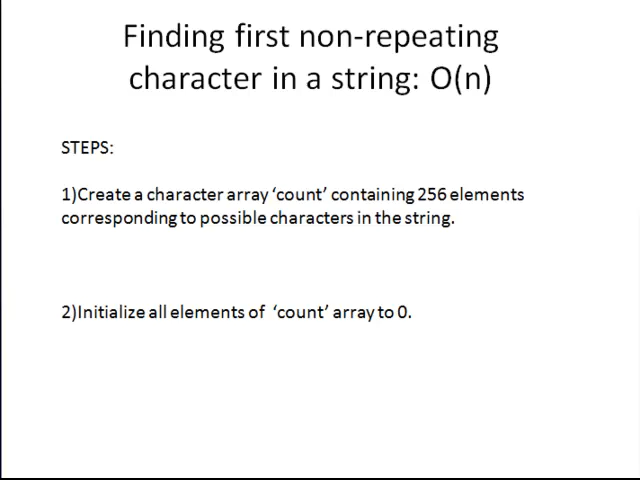 Finding first non-repeating
character in a string: O(n)
STEPS:
1)Create a character array ‘count’ containing 256 elements
corresponding to possible characters in the string.
2)Initialize all elements of ‘count’ array to 0.